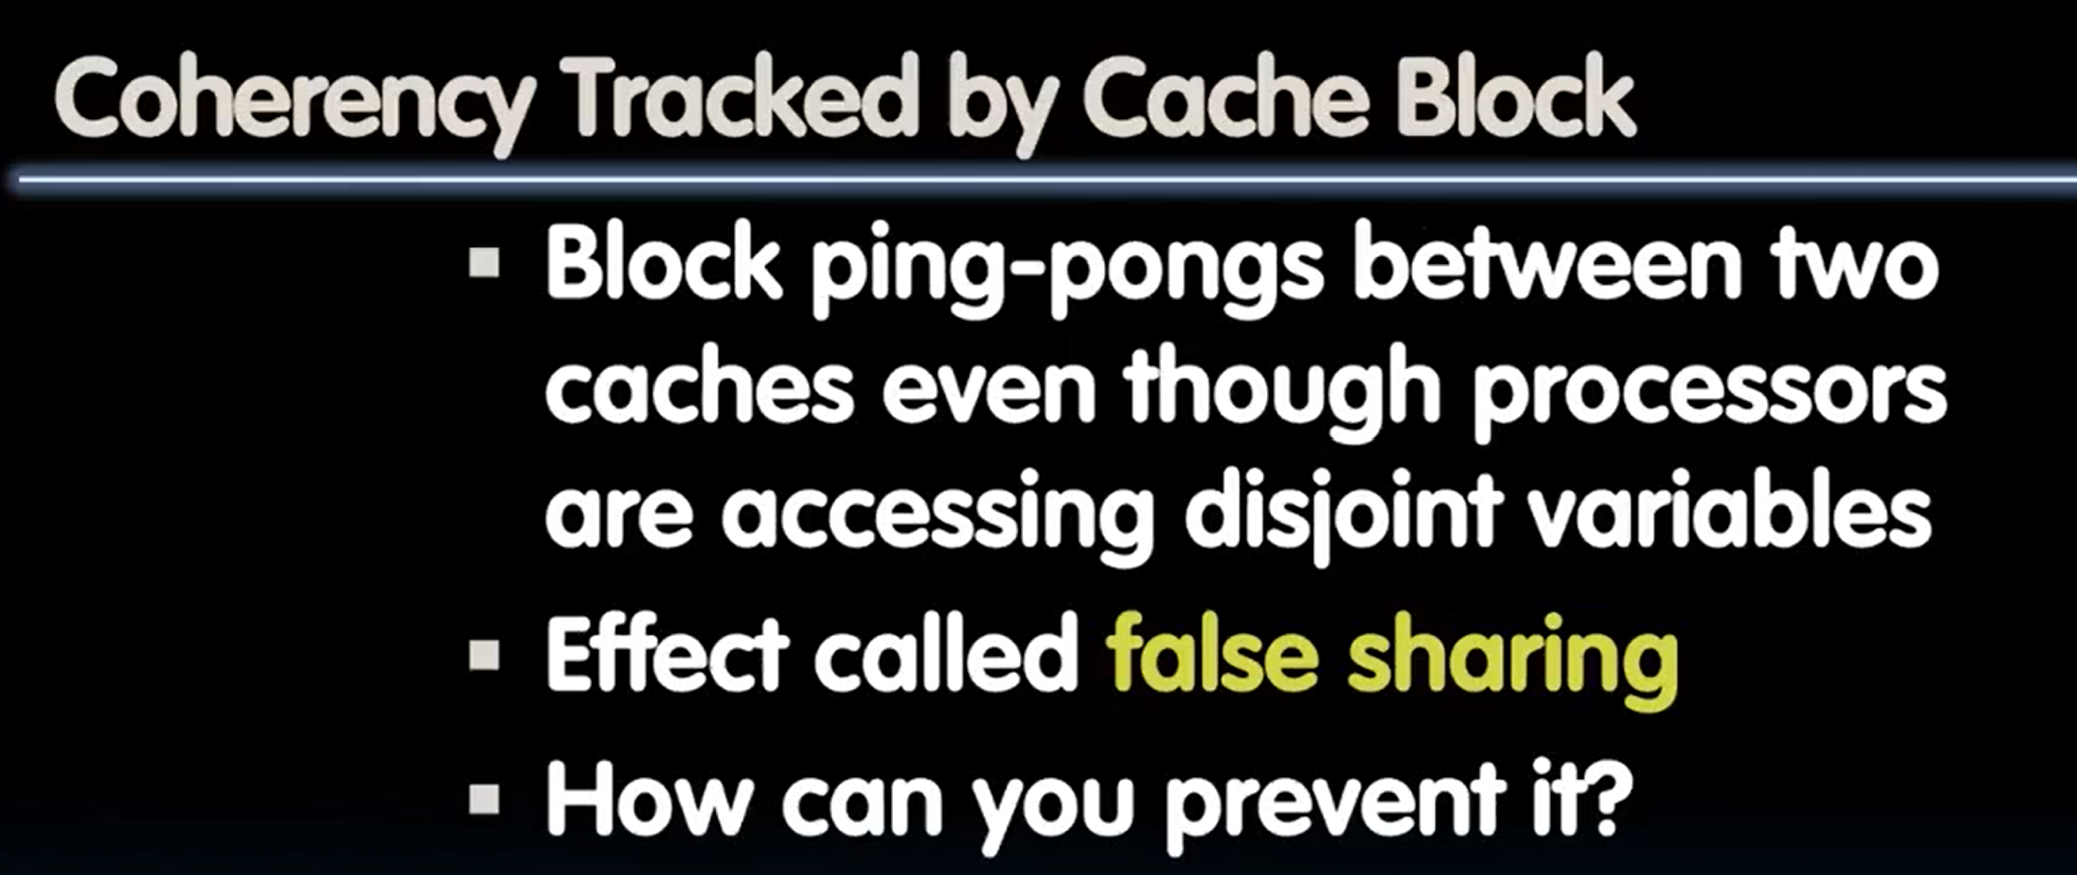 Coherency Tracked by Cache Block
▪ Block ping-pongs between two
caches even though processors
are accessing disjoint variables
▪ Effect called false sharing
▪ How can you prevent it?